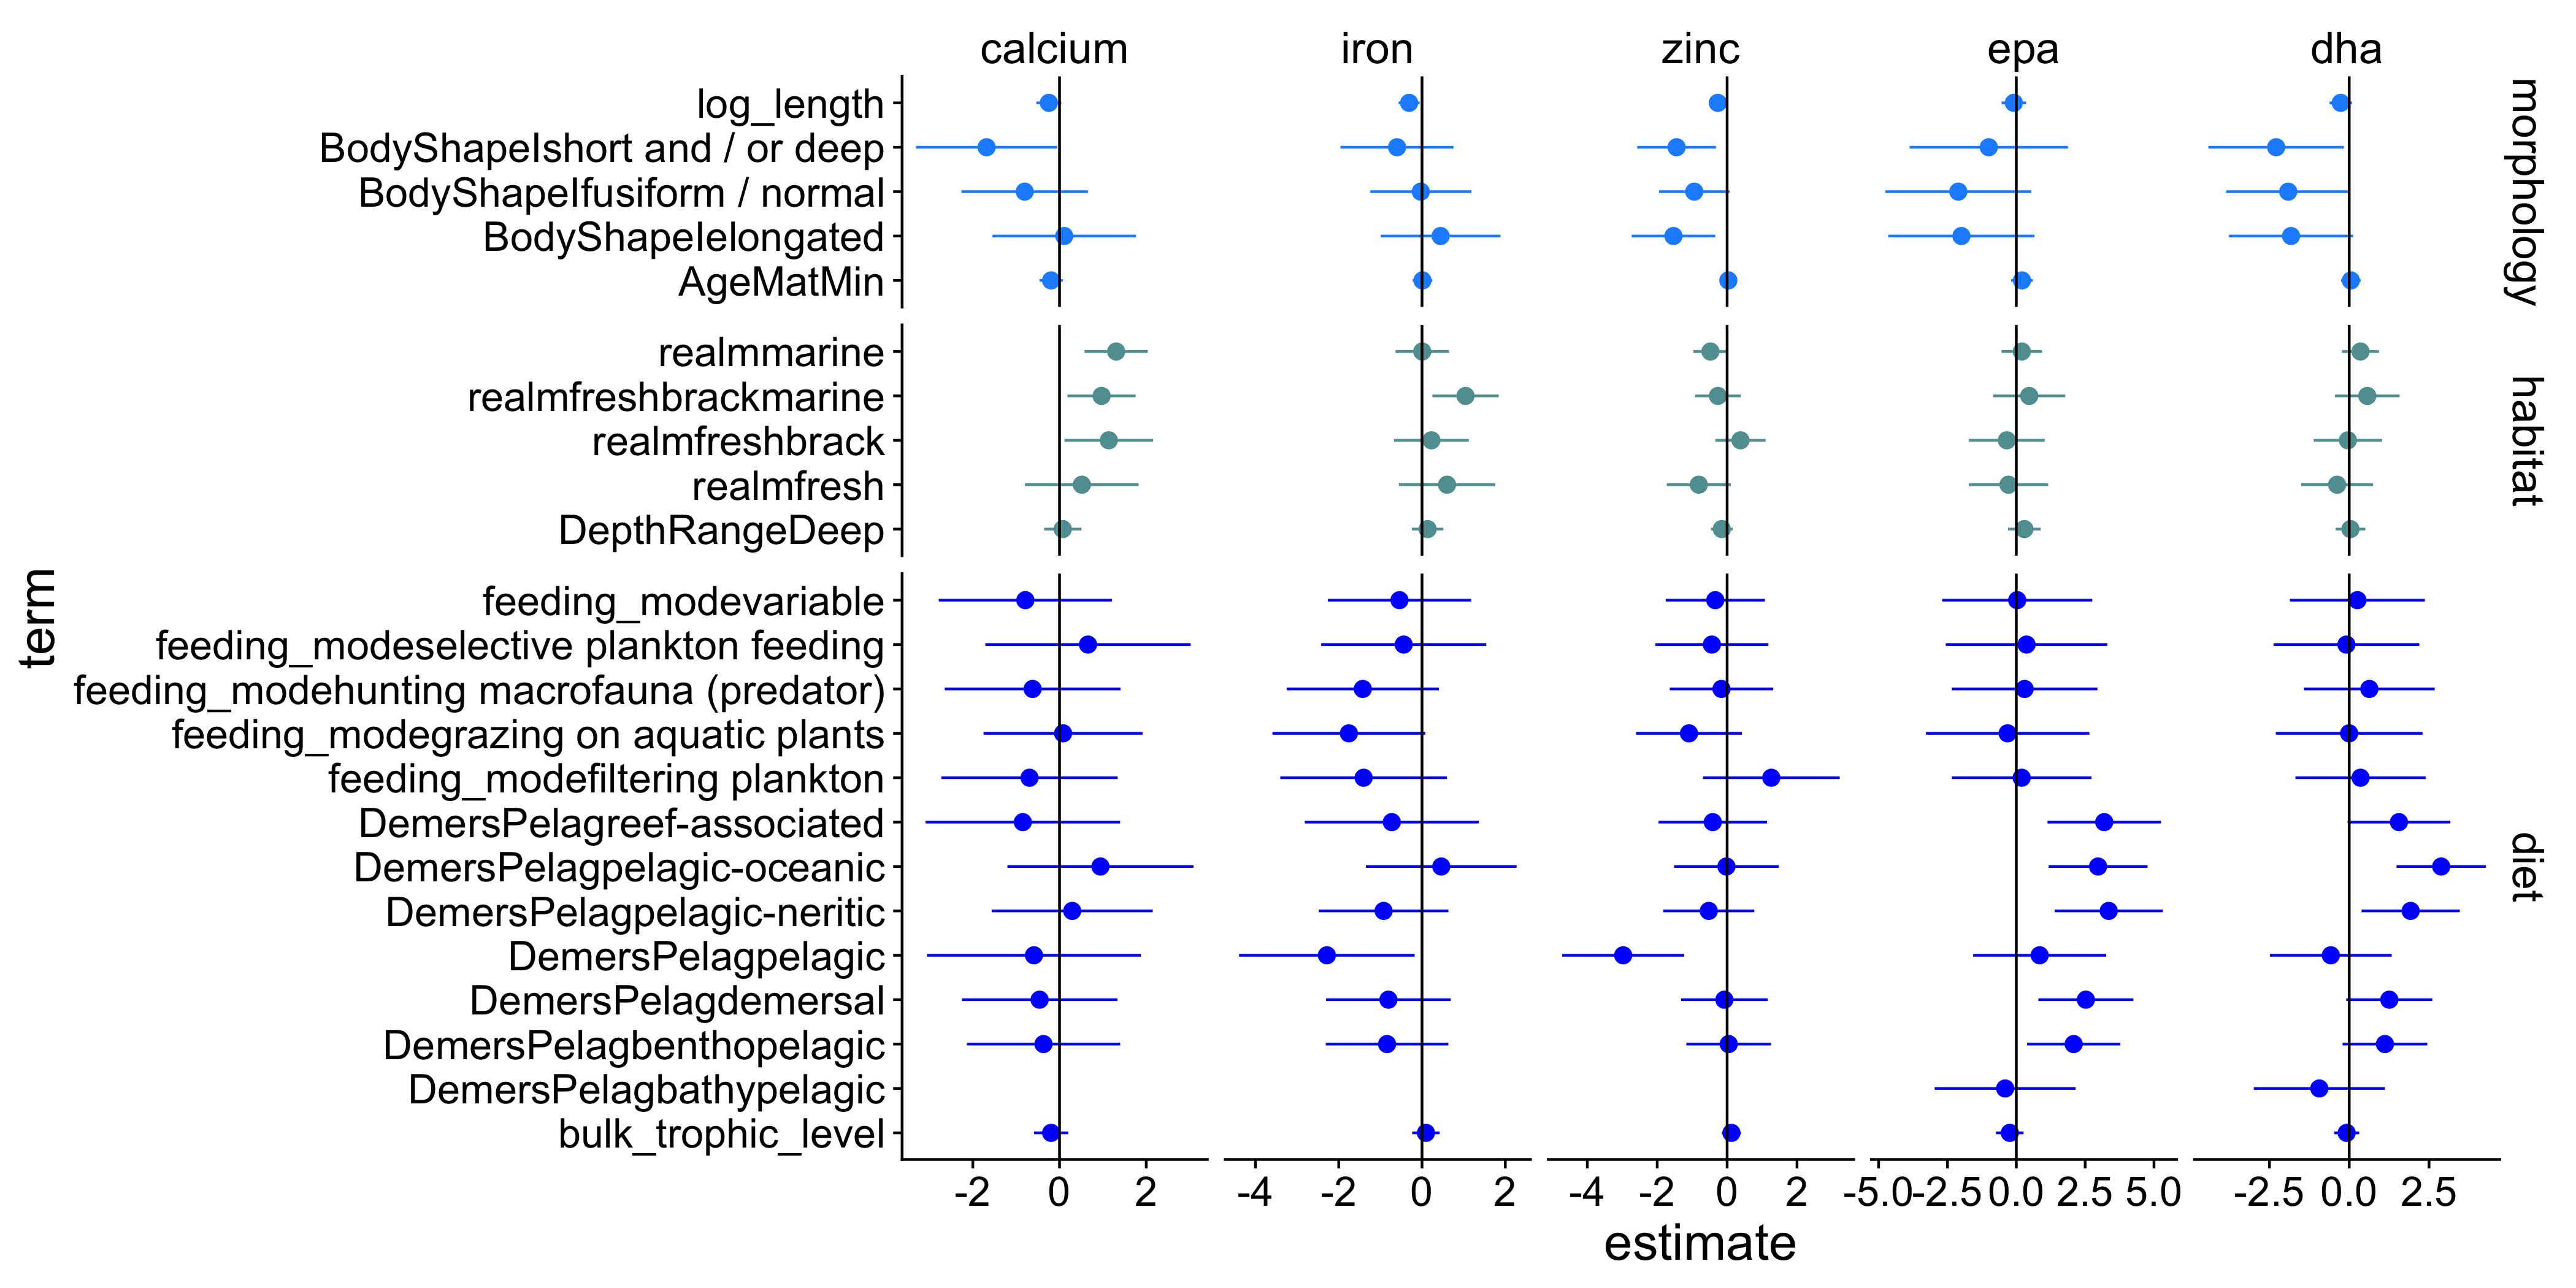 calcium iron zinc epa dha
log_length
BodyShapeIshort and / or deep
BodyShapeIfusiform / normal
BodyShapeIelongated
AgeMatMin
morphology
realmmarine
realmfreshbrackmarine
realmfreshbrack
realmfresh
DepthRangeDeep
habitat
term
feeding_modevariable
feeding_modeselective plankton feeding
feeding_modehunting macrofauna (predator)
feeding_modegrazing on aquatic plants
feeding_modefiltering plankton
DemersPelagreef-associated
DemersPelagpelagic-oceanic
DemersPelagpelagic-neritic
DemersPelagpelagic
DemersPelagdemersal
DemersPelagbenthopelagic
DemersPelagbathypelagic
bulk_trophic_level
diet
-2 0 2 -4 -2 0 2 -4 -2 0 2 -5.0 -2.5 0.0 2.5 5.0 -2.5 0.0 2.5
estimate